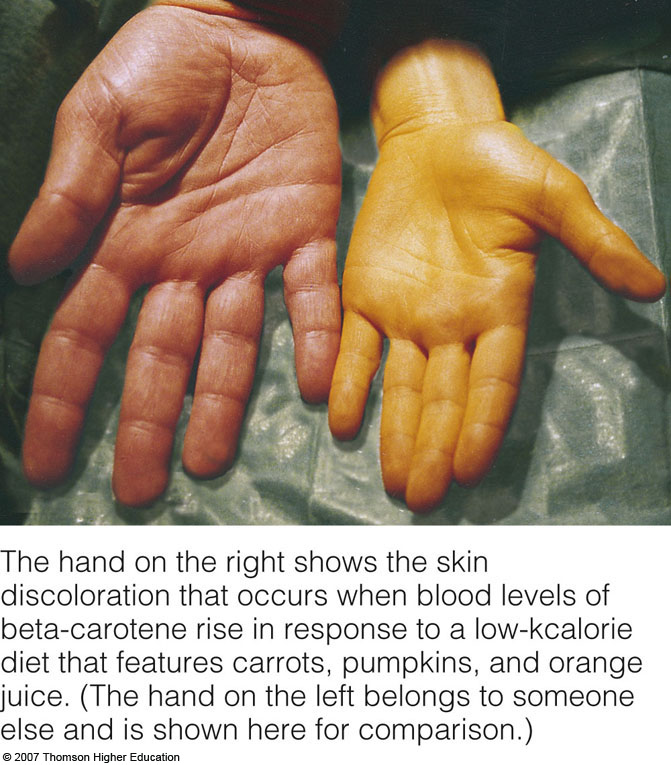 The hand on the right shows the skin
discoloration that occurs when blood levels of
beta-carotene rise in response to a low-kcalorie
diet that features carrots, pumpkins, and orange
juice. (The hand on the left belongs to someone
else and is shown here for comparison.)
© 2007 Thomson Higher Education